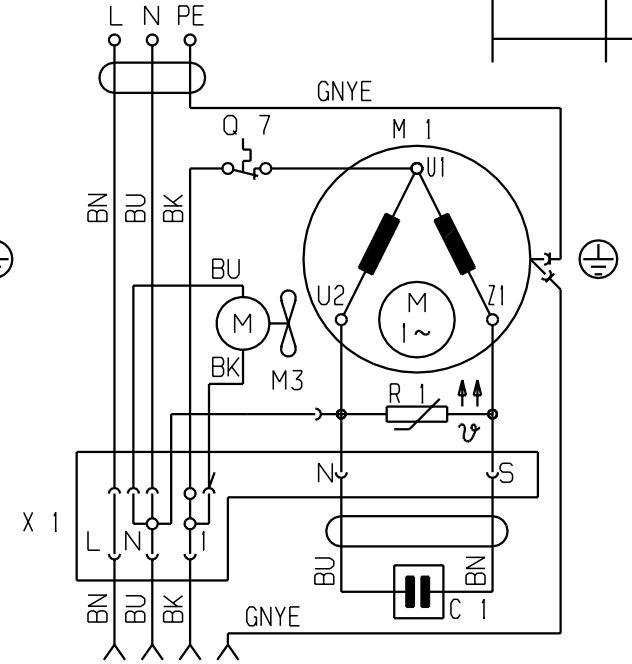 L N PE
GNYE
Q 7
M 1
U1
BN BU BK
BU
U2
M
1~
Z1
M
BK
M3
R 1
ϑ
N
S
X 1
L N 1
BU
BN
BN BU BK
C 1
GNYE